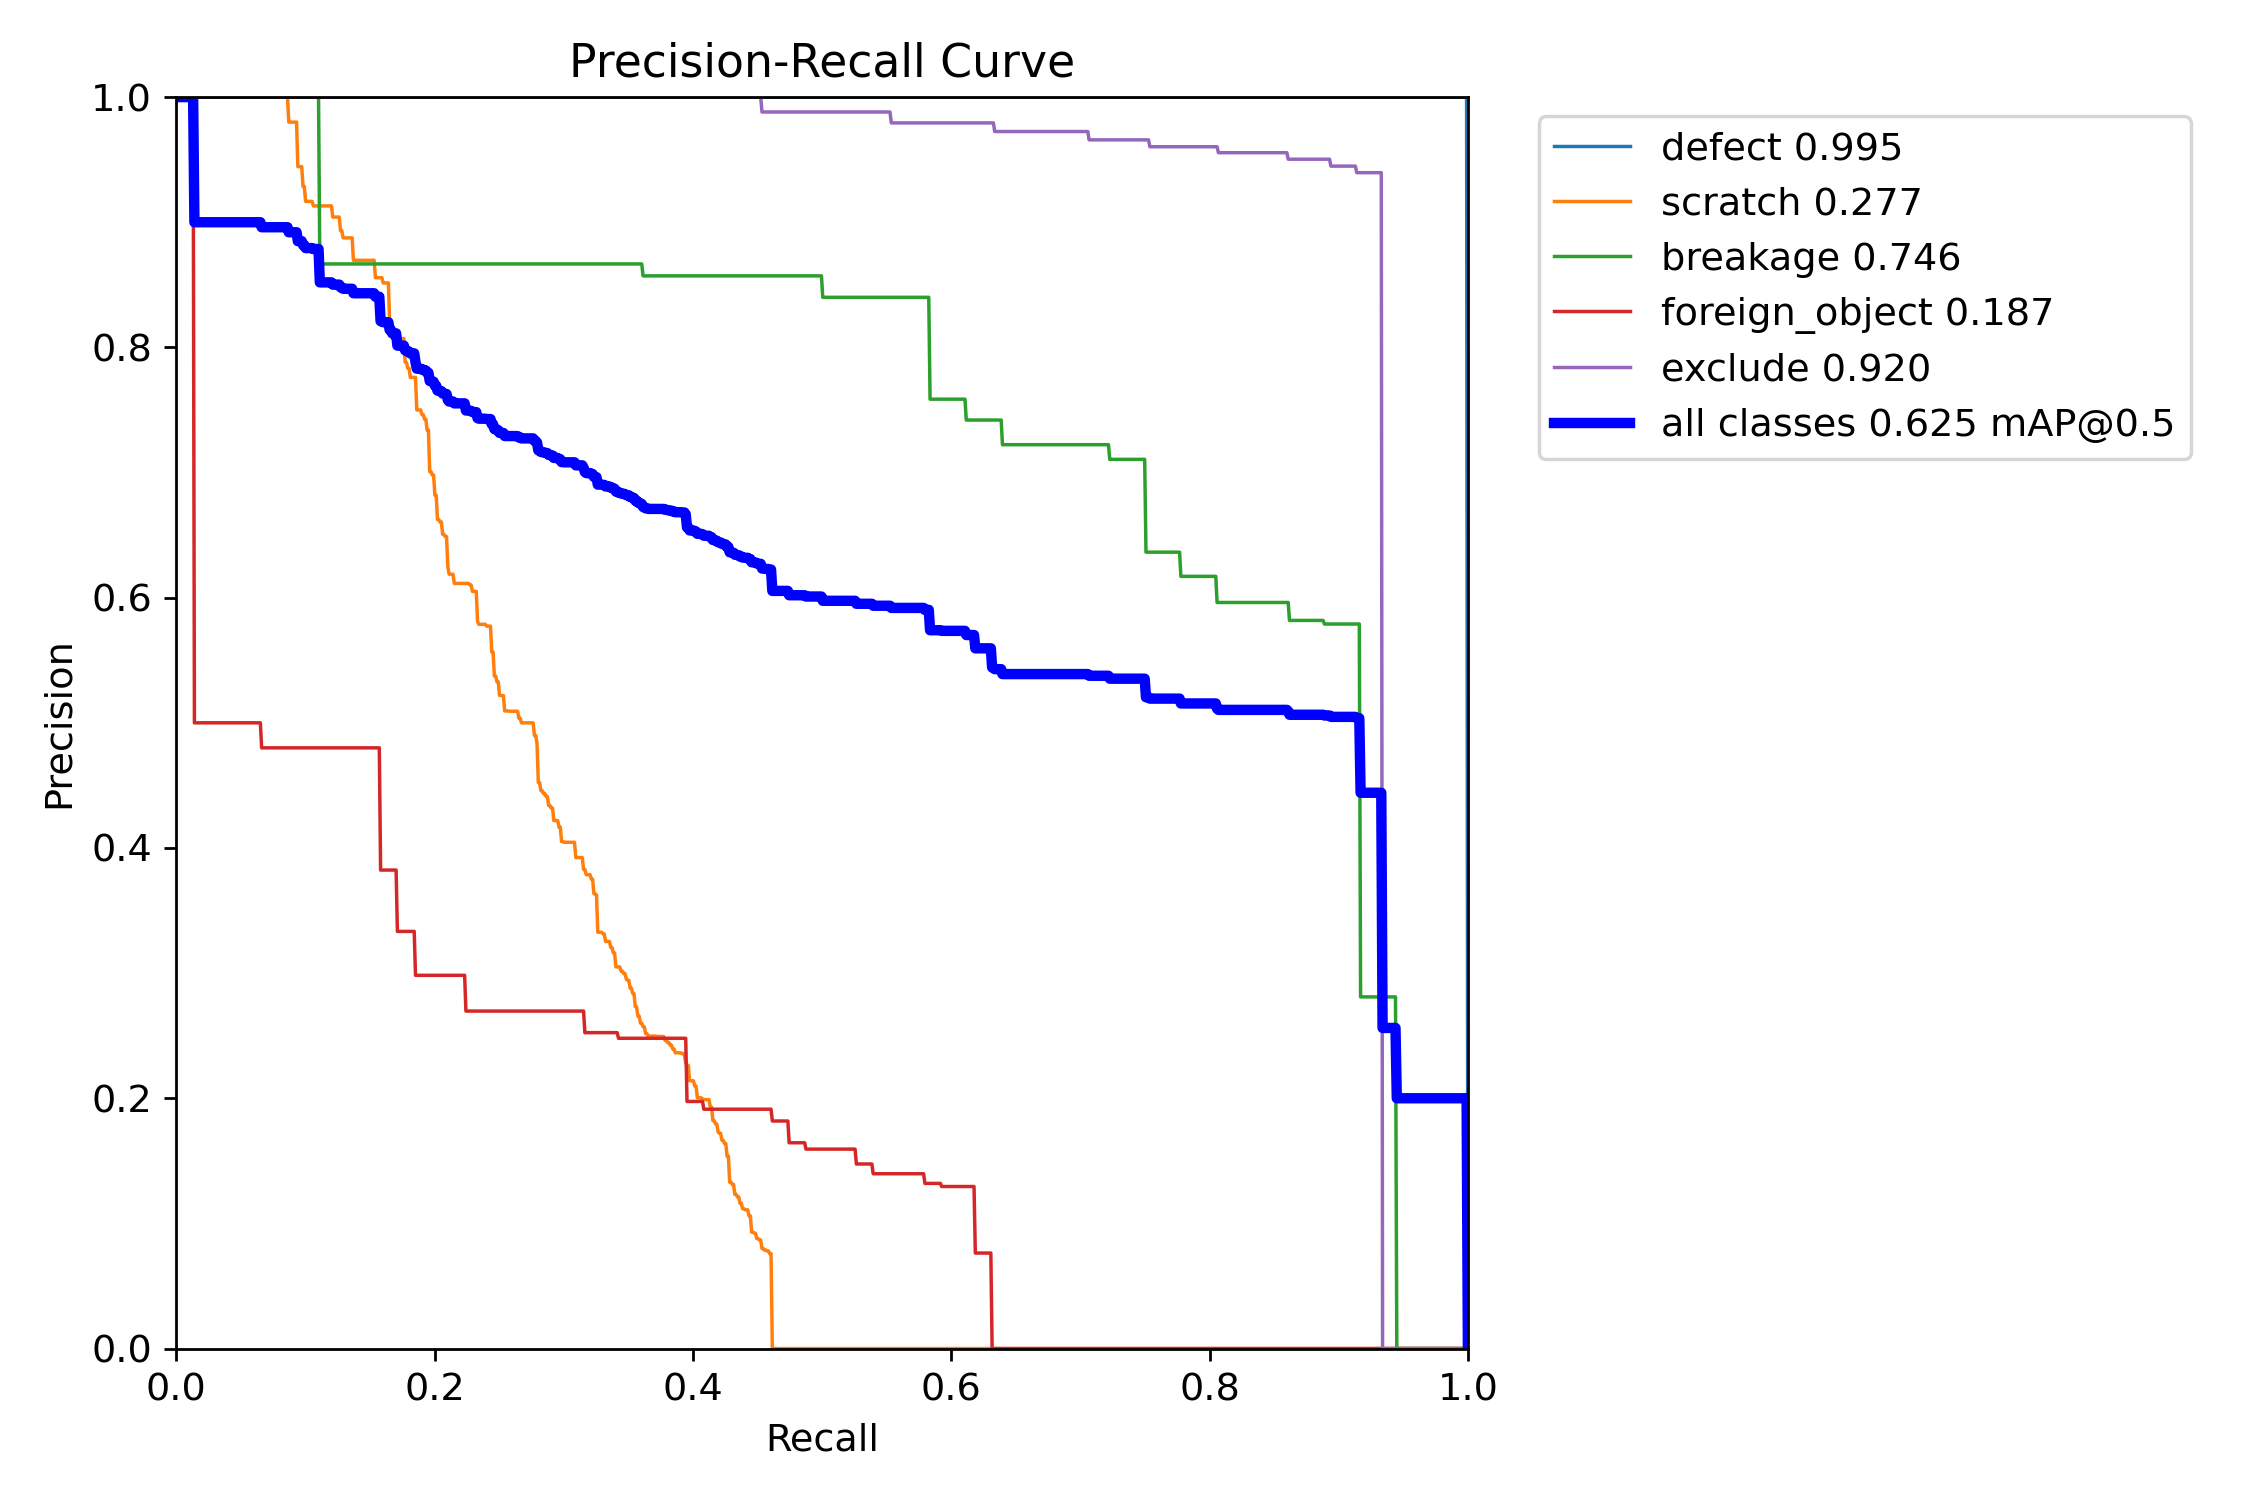 Precision-Recall Curve
1.0
0.8
0.6
0.4
0.2
0.0
Precision
0.0 0.2 0.4 0.6 0.8 1.0
Recall
defect 0.995
scratch 0.277
breakage 0.746
foreign_object 0.187
exclude 0.920
all classes 0.625 mAP@0.5